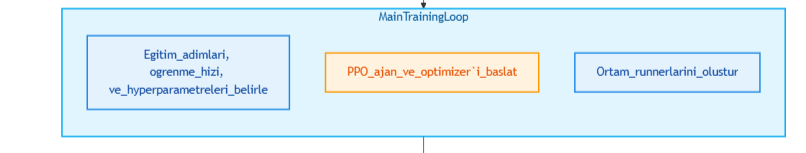 MainTrainingLoop
Egitim_adimlari,
ogrenme_hizi,
ve_hyperparametreleri_belirle
PPO_ajan_ve_optimizer`i_baslat
Ortam_runnerlarini_olustur